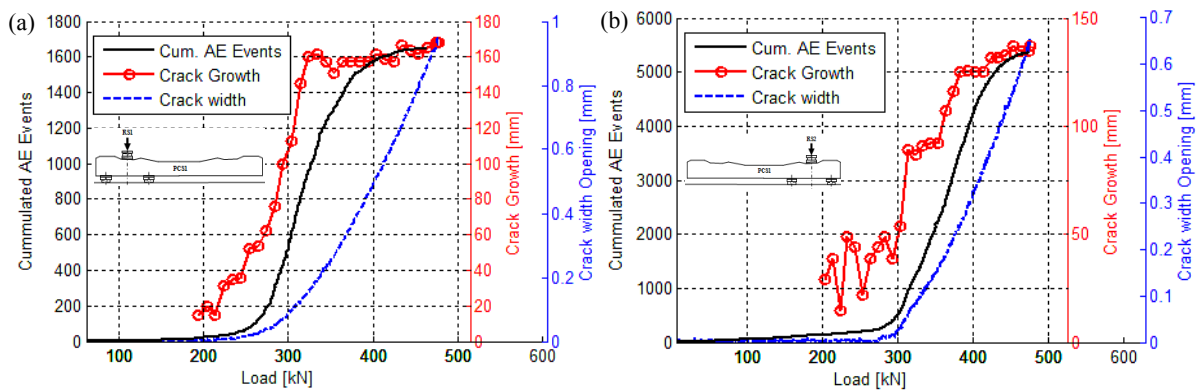 (a)
1800
1600
1400
1200
1000
800
600
400
200
0
Cummulated AE Events
Cum. AE Events
Crack Growth
Crack width
RS1
PCS1
100
200
300
400
500
600
Load [kN]
180
160
140
120
100
80
60
40
20
0
Crack Growth [mm]
1
0.8
0.6
0.4
0.2
0
Crack width Opening [mm]
(b)
6000
5000
4000
3000
2000
1000
0
Cummulated AE Events
Cum. AE Events
Crack Growth
Crack width
RS2
PCS1
100
200
300
400
500
600
Load [kN]
150
100
50
0
Crack Growth [mm]
0.7
0.6
0.5
0.4
0.3
0.2
0.1
0
Crack width Opening [mm]